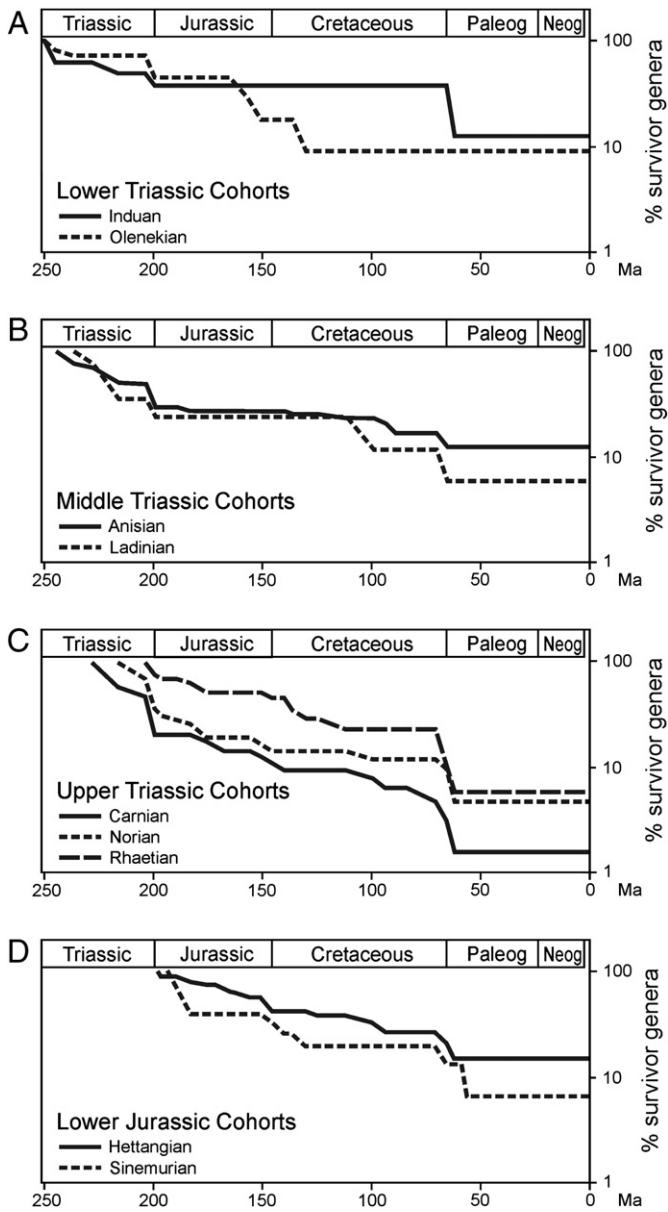 A
Triassic Jurassic Cretaceous Paleog Neog
100
10
1
% survivor genera
Lower Triassic Cohorts
Induan
Olenekian
250 200 150 100 50 0 Ma
B
Triassic Jurassic Cretaceous Paleog Neog
100
10
1
% survivor genera
Middle Triassic Cohorts
Anisian
Ladinian
250 200 150 100 50 0 Ma
C
Triassic Jurassic Cretaceous Paleog Neog
100
10
1
% survivor genera
Upper Triassic Cohorts
Carnian
Norian
Rhaetian
250 200 150 100 50 0 Ma
D
Triassic Jurassic Cretaceous Paleog Neog
100
10
1
% survivor genera
Lower Jurassic Cohorts
Hettangian
Sinemurian
250 200 150 100 50 0 Ma